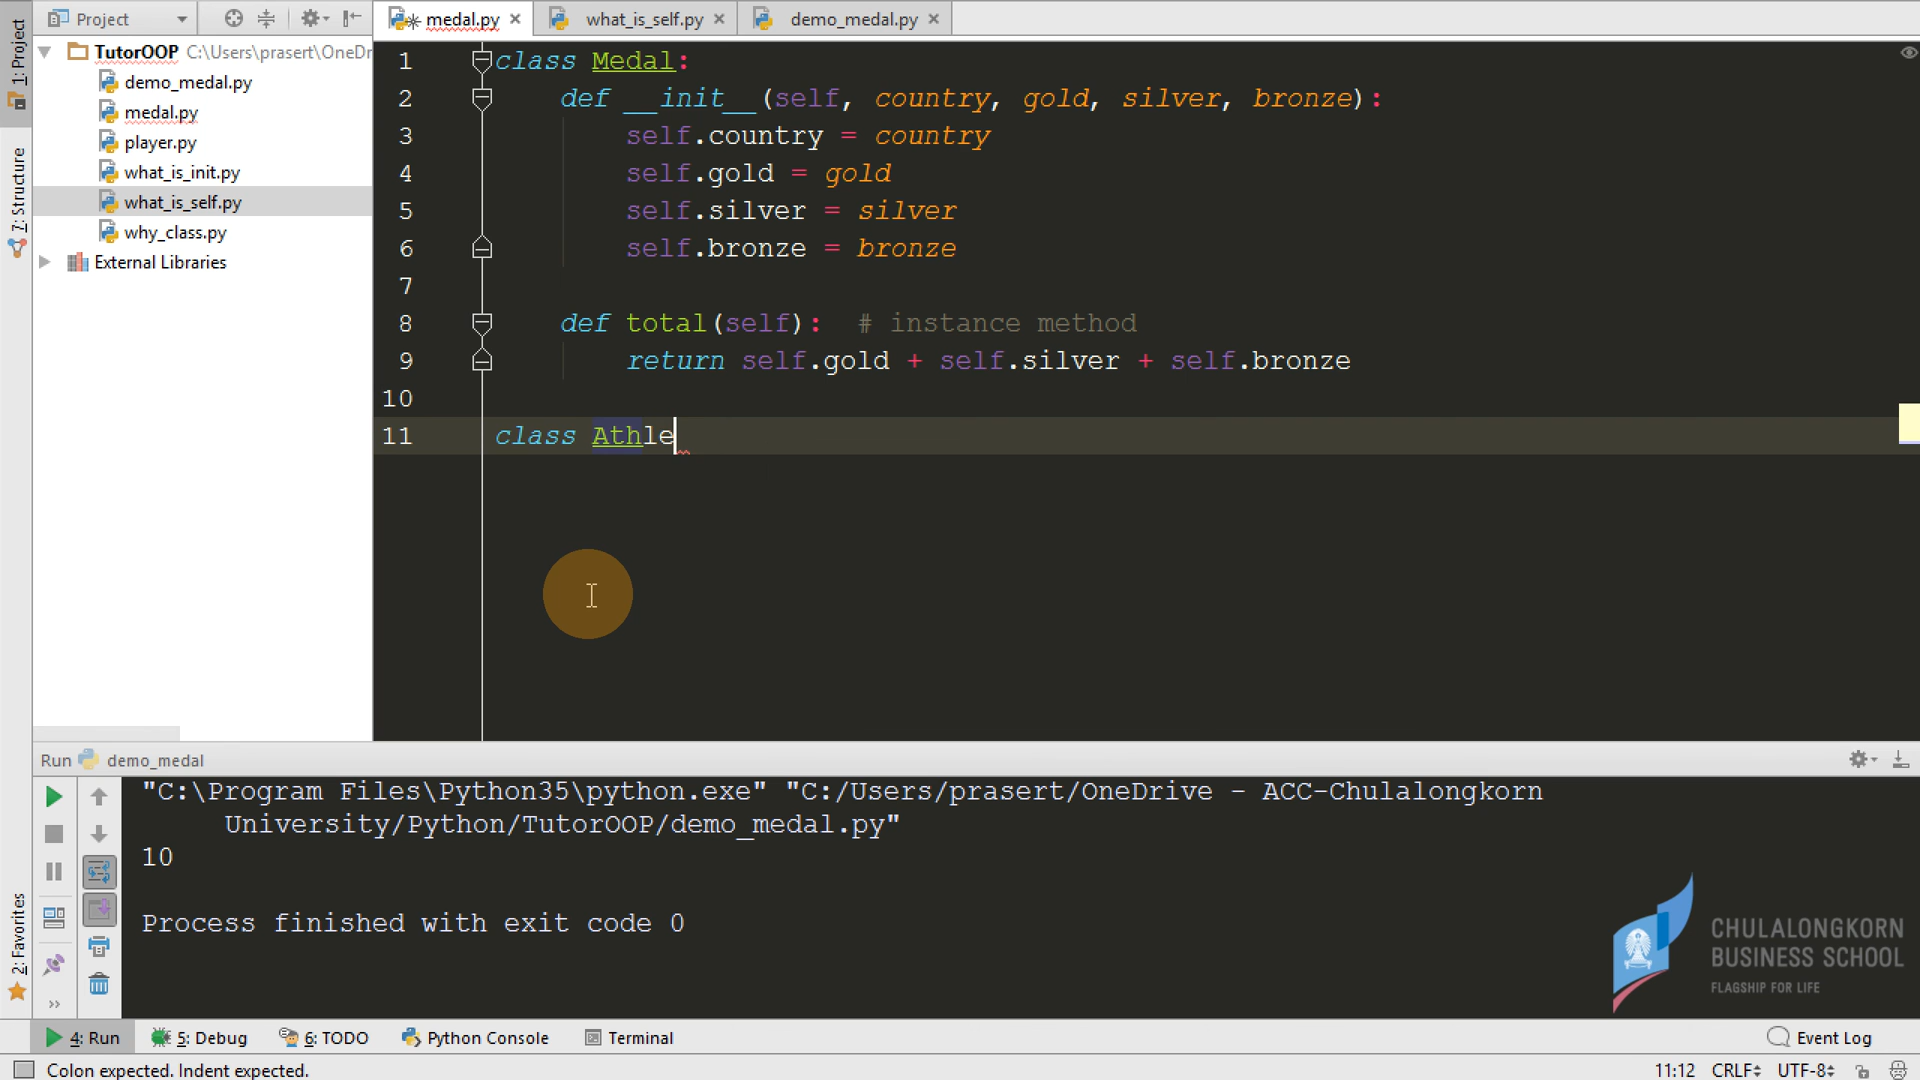 Project
medal.py
what_is_self.py
demo_medal.py
1: Project
TutorOOP C:\Users\prasert\OneDr
demo_medal.py
medal.py
player.py
what_is_init.py
what_is_self.py
why_class.py
External Libraries
7: Structure
2: Favorites
1 class Medal:
2 def __init__(self, country, gold, silver, bronze):
3 self.country = country
4 self.gold = gold
5 self.silver = silver
6 self.bronze = bronze
7
8 def total(self): # instance method
9 return self.gold + self.silver + self.bronze
10
11 class Athle
Run demo_medal
"C:\Program Files\Python35\python.exe" "C:/Users/prasert/OneDrive - ACC-Chulalongkorn
University/Python/TutorOOP/demo_medal.py"
10
Process finished with exit code 0
CHULALONGKORN
BUSINESS SCHOOL
FLAGSHIP FOR LIFE
4: Run 5: Debug 6: TODO Python Console Terminal Event Log
Colon expected. Indent expected. 11:12 CRLF UTF-8